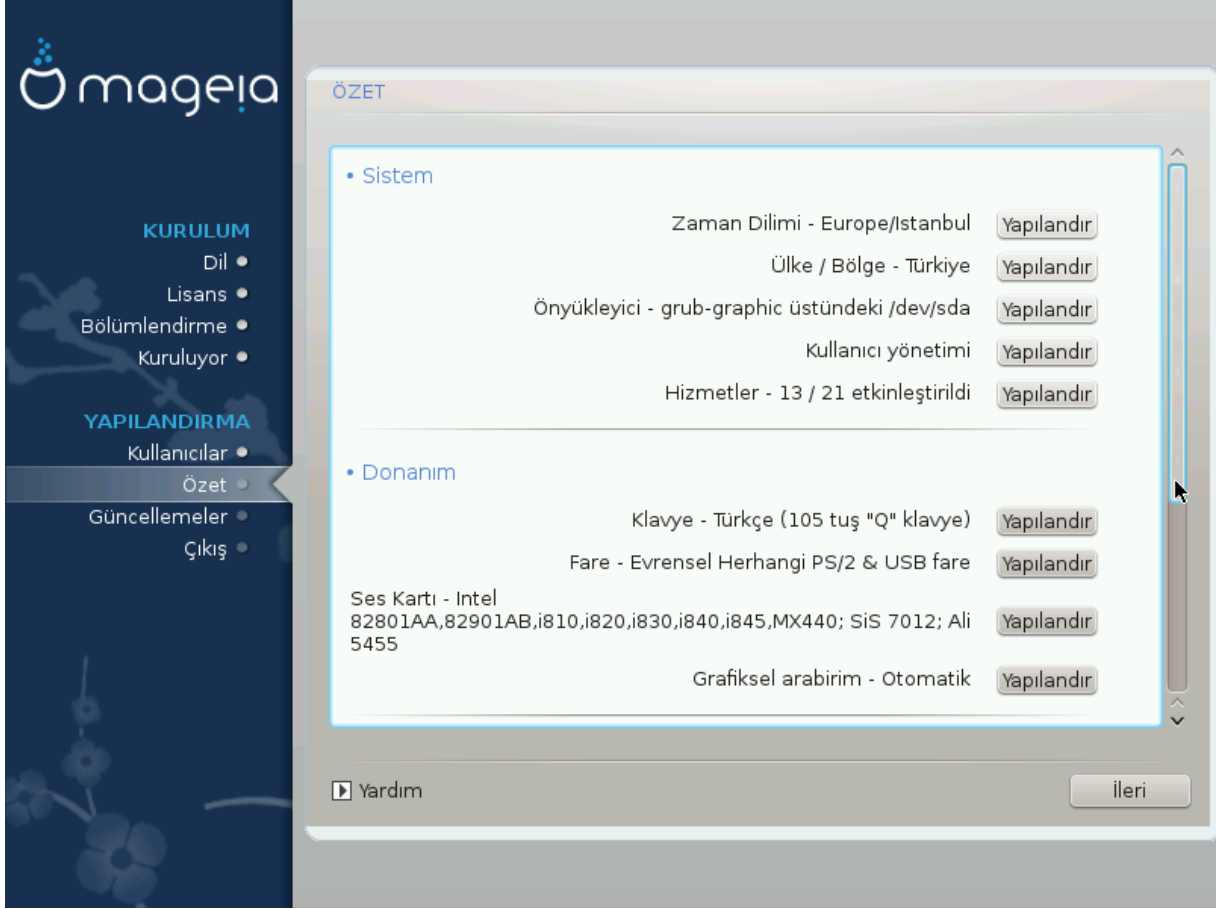 mageia
KURULUM
Dil
Lisans
Bölümlendirme
Kuruluyor
YAPILANDIRMA
Kullanıcılar
Özet
Güncellemeler
Çıkış
ÖZET
• Sistem
Zaman Dilimi - Europe/Istanbul Yapılandır
Ülke / Bölge - Türkiye Yapılandır
Önyükleyici - grub-graphic üstündeki /dev/sda Yapılandır
Kullanıcı yönetimi Yapılandır
Hizmetler - 13 / 21 etkinleştirildi Yapılandır
• Donanım
Klavye - Türkçe (105 tuş "Q" klavye) Yapılandır
Fare - Evrensel Herhangi PS/2 & USB fare Yapılandır
Ses Kartı - Intel
82801AA,82901AB,i810,i820,i830,i840,i845,MX440; SiS 7012; Ali Yapılandır
5455
Grafiksel arabirim - Otomatik Yapılandır
Yardım İleri